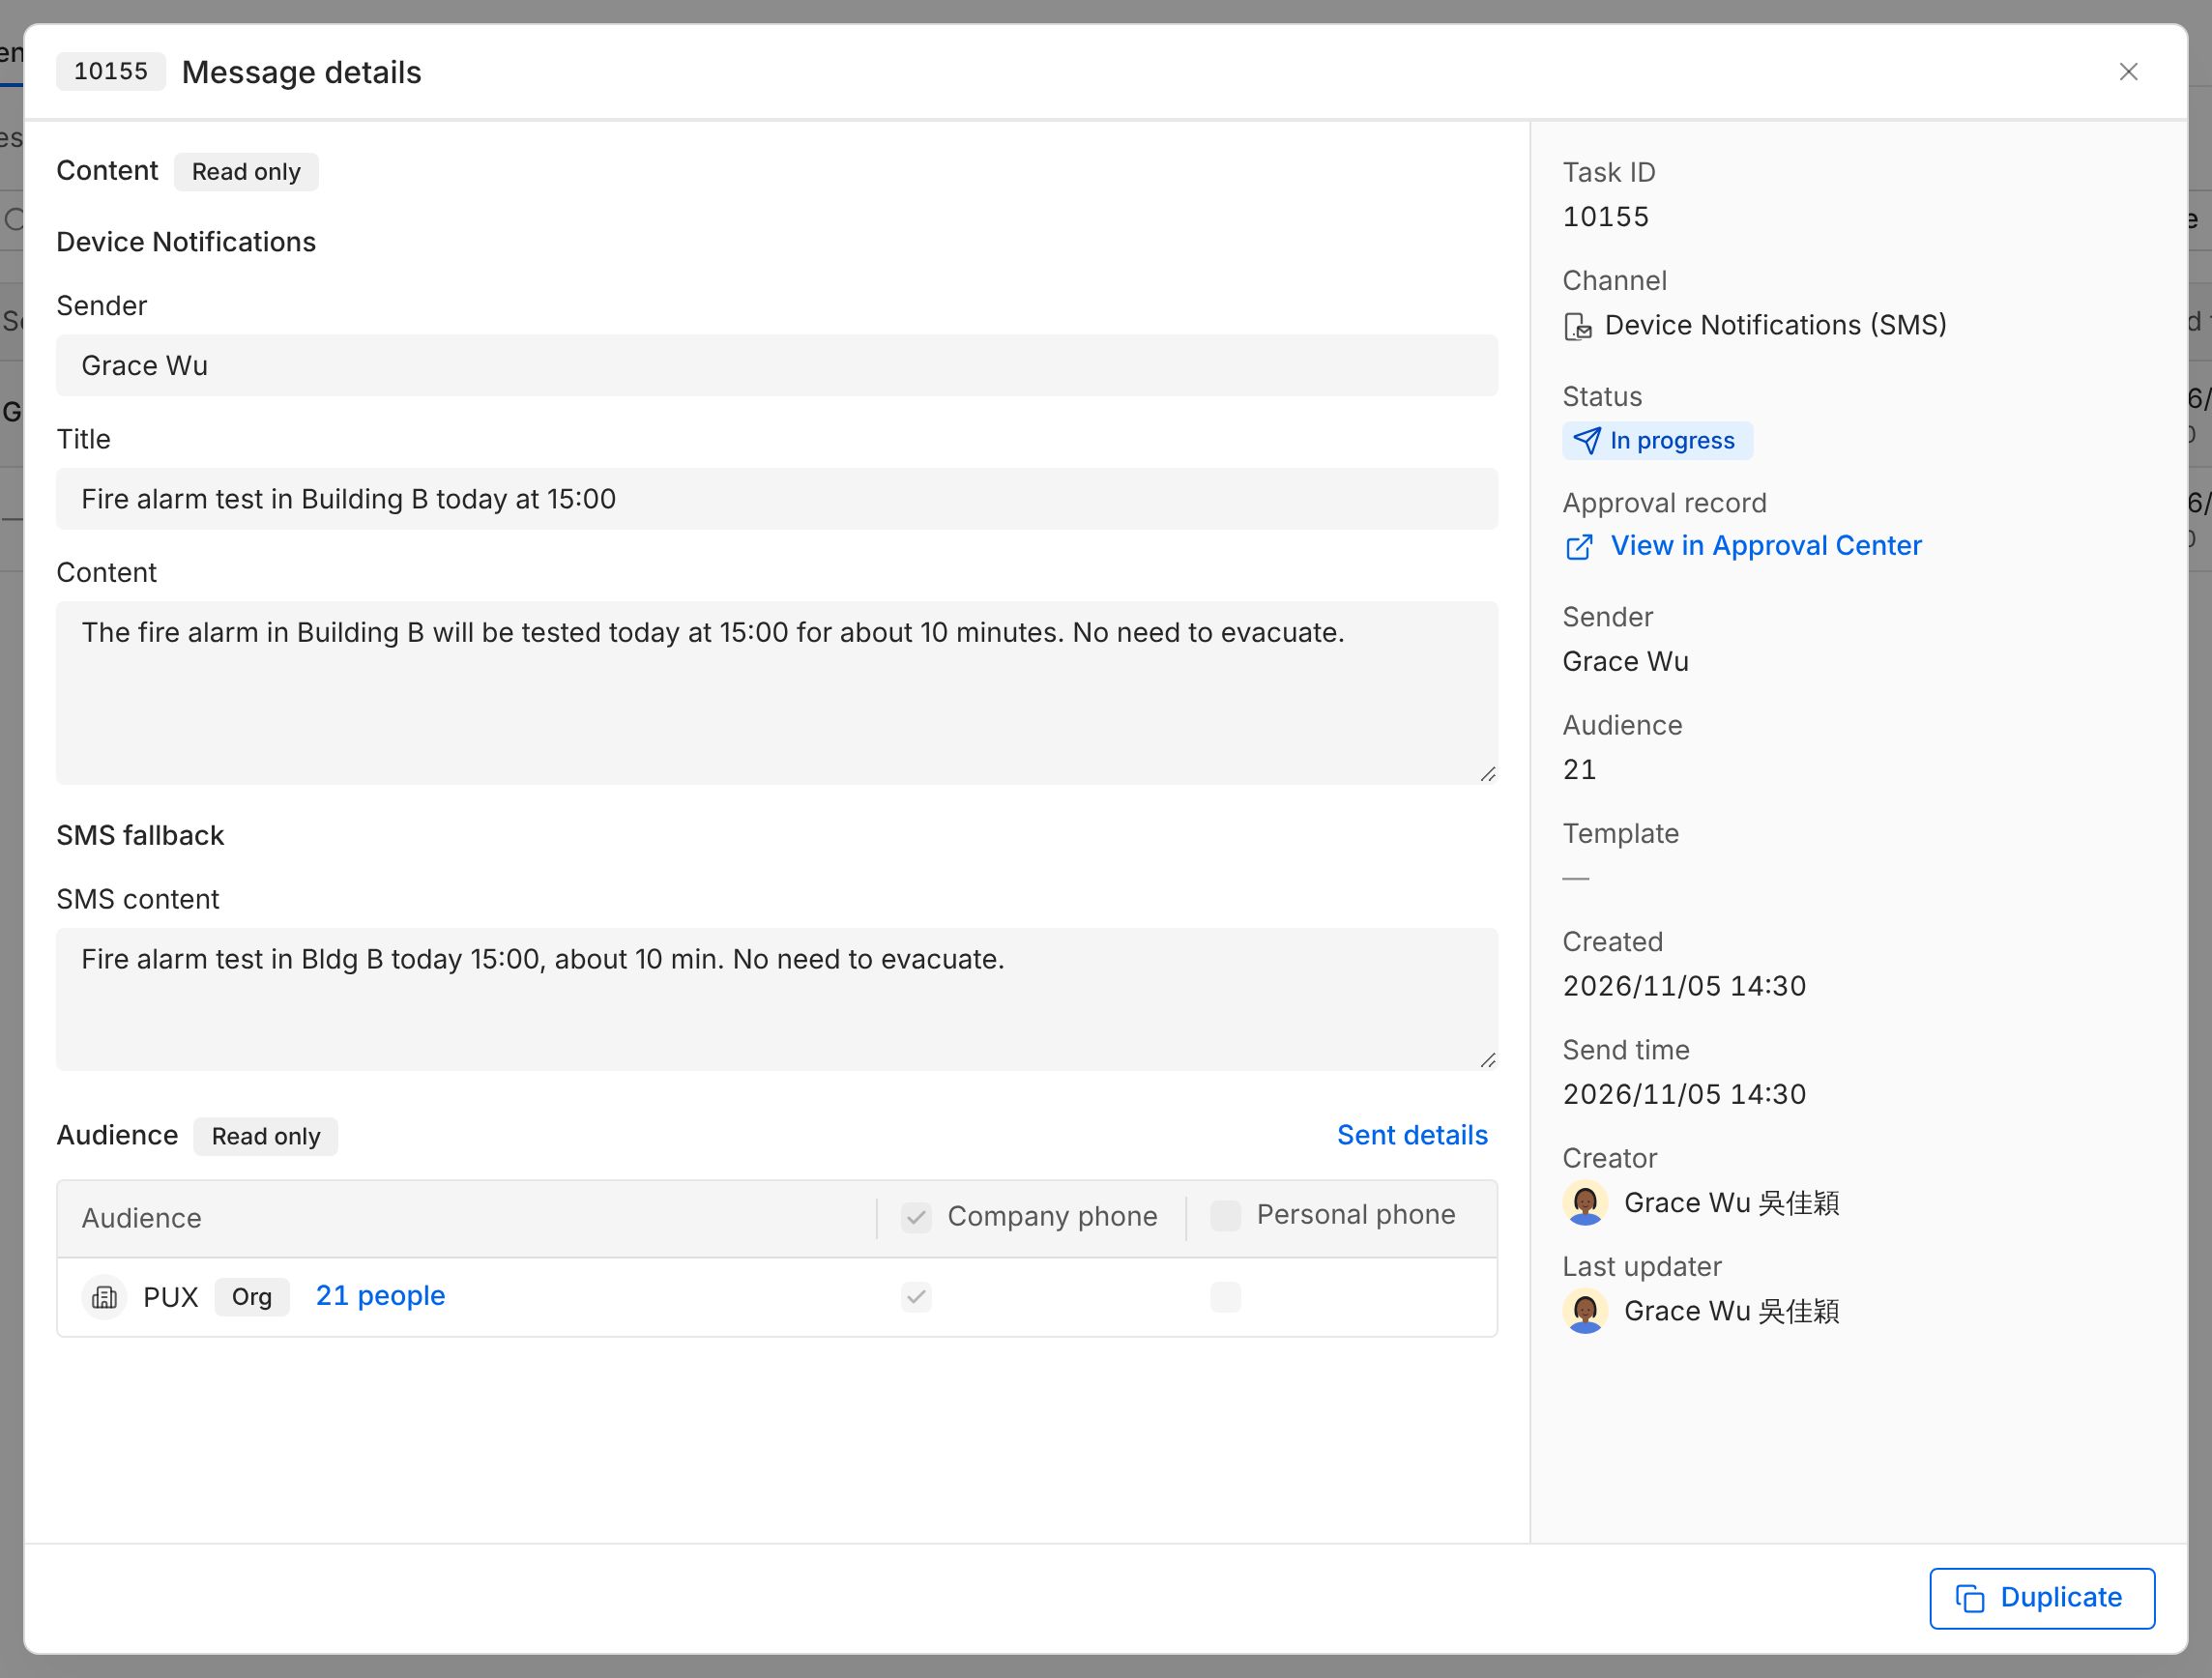 10155 Message details
Content Read only
Device Notifications
Sender
Grace Wu
Title
Fire alarm test in Building B today at 15:00
Content
The fire alarm in Building B will be tested today at 15:00 for about 10 minutes. No need to evacuate.
SMS fallback
SMS content
Fire alarm test in Bldg B today 15:00, about 10 min. No need to evacuate.
Audience Read only Sent details
Audience Company phone Personal phone
PUX Org 21 people
Task ID
10155
Channel
Device Notifications (SMS)
Status
In progress
Approval record
View in Approval Center
Sender
Grace Wu
Audience
21
Template
—
Created
2026/11/05 14:30
Send time
2026/11/05 14:30
Creator
Grace Wu 吳佳穎
Last updater
Grace Wu 吳佳穎
Duplicate